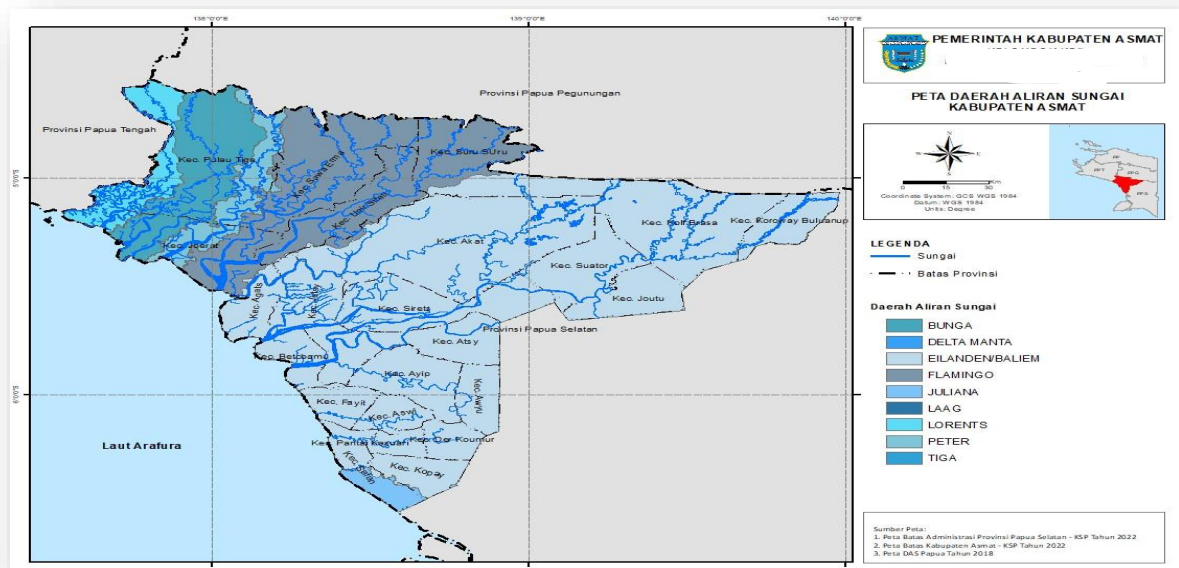 138°0'0"E 139°0'0"E 140°0'0"E
5°0'0"S
6°0'0"S
Provinsi Papua Pegunungan
Provinsi Papua Tengah
Kec. Pulau Tiga
Kec. Suru Suru
Kec. Joerat
Kec. Akat
Kec. Koroway Buluanup
Kec. Suator
Kec. Joutu
Kec. Agats
Kec. Sirets
Provinsi Papua Selatan
Kec. Atsy
Kec. Betcbamu
Kec. Ayip
Kec. Awyu
Kec. Fayit
Kec. Aswi
Kec. Pantai Kasuari
Kec. Der Koumur
Kec. Kopay
Kec. Safan
Laut Arafura
ASMAT
PEMERINTAH KABUPATEN ASMAT
PETA DAERAH ALIRAN SUNGAI
KABUPATEN ASMAT
N
W E
S
0 15 30
Km
Coordinate System: GCS WGS 1984
Datum: WGS 1984
Units: Degree
PPT
PPG
PPS
LEGENDA
Sungai
Batas Provinsi
Daerah Aliran Sungai
BUNGA
DELTA MANTA
EILANDEN/BALIEM
FLAMINGO
JULIANA
LAAG
LORENTS
PETER
TIGA
Sumber Peta:
1. Peta Batas Administrasi Provinsi Papua Selatan - KSP Tahun 2022
2. Peta Batas Kabupaten Asmat - KSP Tahun 2022
3. Peta DAS Papua Tahun 2018